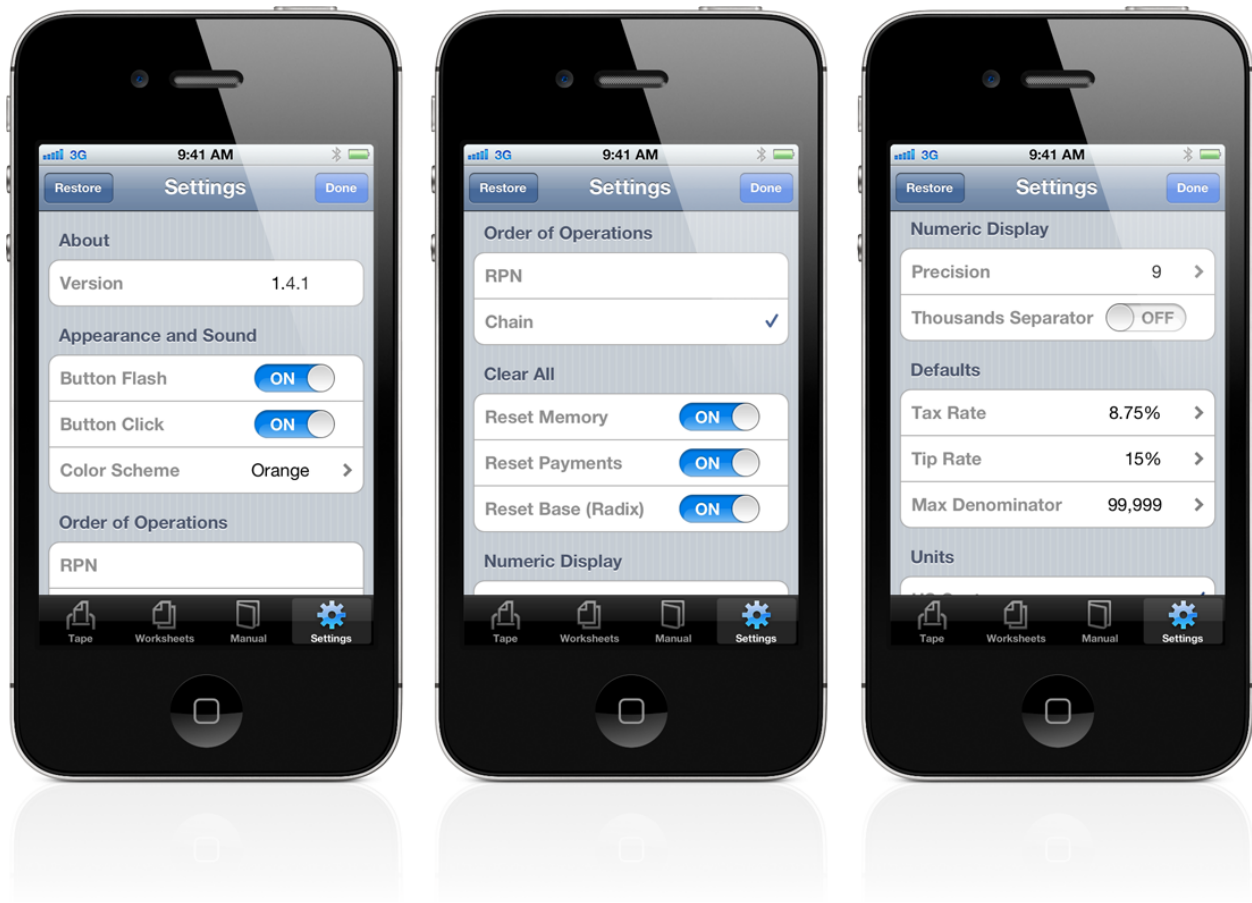 3G 9:41 AM
Restore Settings Done
About
Version 1.4.1
Appearance and Sound
Button Flash ON
Button Click ON
Color Scheme Orange
Order of Operations
RPN
Tape Worksheets Manual Settings
3G 9:41 AM
Restore Settings Done
Order of Operations
RPN
Chain
Clear All
Reset Memory ON
Reset Payments ON
Reset Base (Radix) ON
Numeric Display
Tape Worksheets Manual Settings
3G 9:41 AM
Restore Settings Done
Numeric Display
Precision 9
Thousands Separator OFF
Defaults
Tax Rate 8.75%
Tip Rate 15%
Max Denominator 99,999
Units
Tape Worksheets Manual Settings